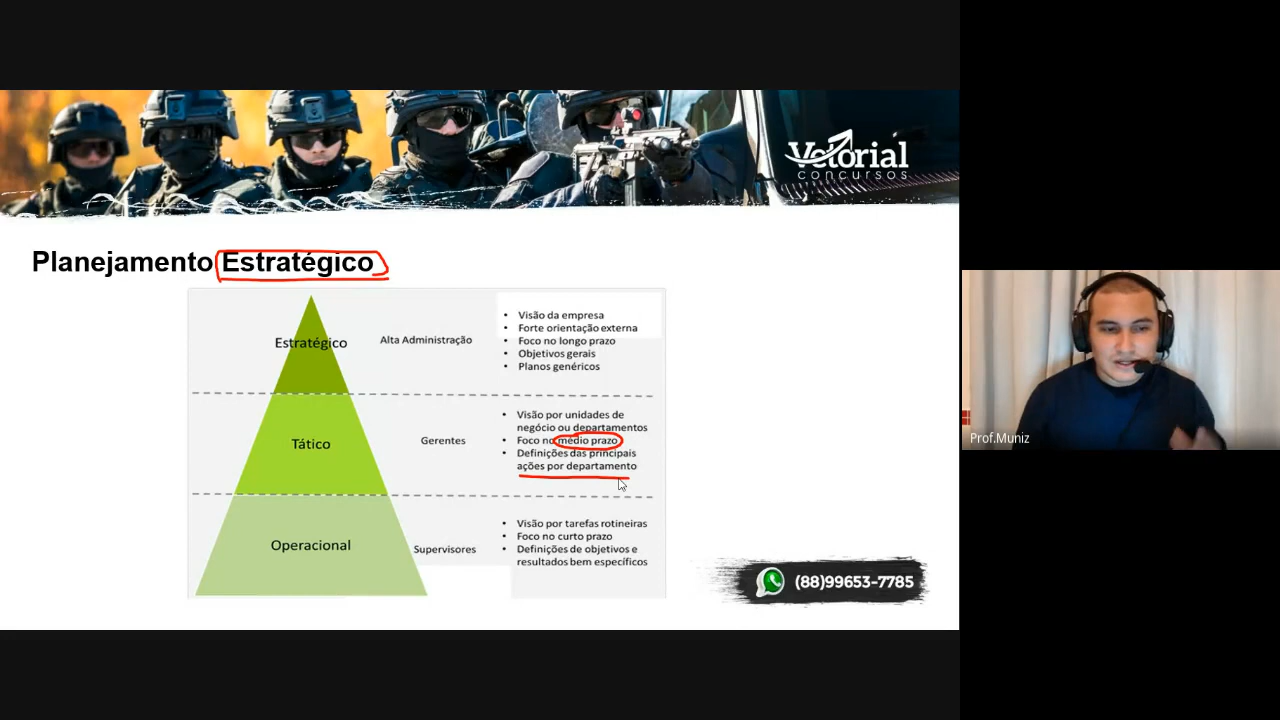 Vetorial
concursos
Planejamento Estratégico
Estratégico
Alta Administração
• Visão da empresa
• Forte orientação externa
• Foco no longo prazo
• Objetivos gerais
• Planos genéricos
Tático
Gerentes
• Visão por unidades de
negócio ou departamentos
• Foco no médio prazo
• Definições das principais
ações por departamento
Operacional
Supervisores
• Visão por tarefas rotineiras
• Foco no curto prazo
• Definições de objetivos e
resultados bem específicos
(88)99653-7785
Prof.Muniz